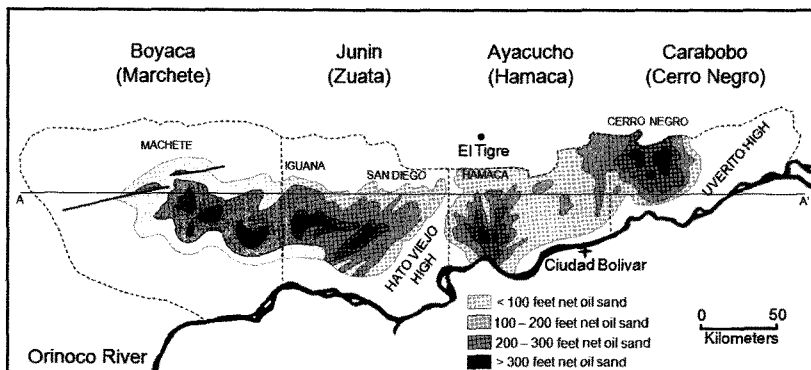 Boyaca
(Marchete)
Junin
(Zuata)
Ayacucho
(Hamaca)
Carabobo
(Cerro Negro)
CERRO NEGRO
MACHETE
El Tigre
IGUANA
SAN DIEGO
HAMACA
UVERITO HIGH
A
A'
HATO VIEJO
HIGH
Ciudad Bolivar
< 100 feet net oil sand
100 – 200 feet net oil sand
200 – 300 feet net oil sand
> 300 feet net oil sand
0 50
Kilometers
Orinoco River